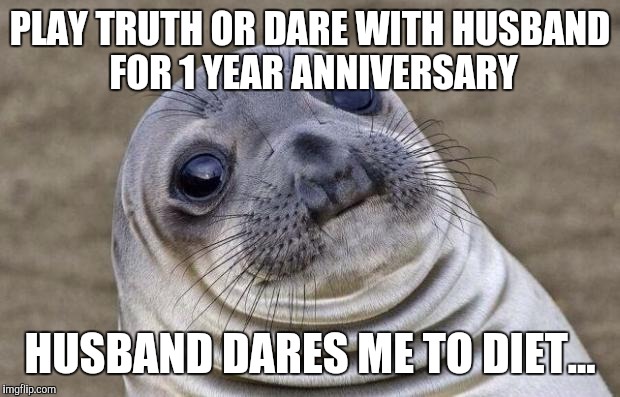 PLAY TRUTH OR DARE WITH HUSBAND
FOR 1 YEAR ANNIVERSARY
HUSBAND DARES ME TO DIET...
imgflip.com